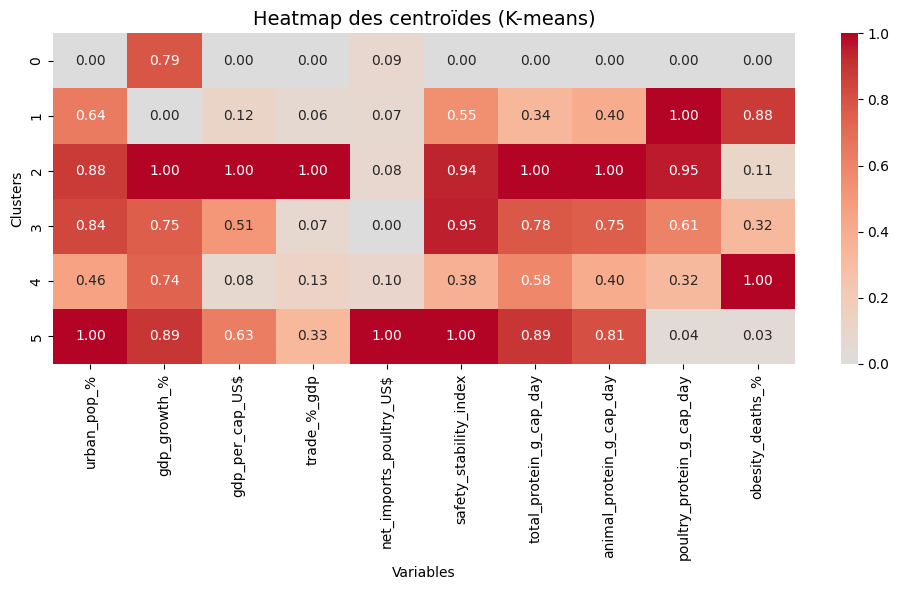 Heatmap des centroïdes (K-means)
Clusters
0 0.00 0.79 0.00 0.00 0.09 0.00 0.00 0.00 0.00 0.00
1 0.64 0.00 0.12 0.06 0.07 0.55 0.34 0.40 1.00 0.88
2 0.88 1.00 1.00 1.00 0.08 0.94 1.00 1.00 0.95 0.11
3 0.84 0.75 0.51 0.07 0.00 0.95 0.78 0.75 0.61 0.32
4 0.46 0.74 0.08 0.13 0.10 0.38 0.58 0.40 0.32 1.00
5 1.00 0.89 0.63 0.33 1.00 1.00 0.89 0.81 0.04 0.03
urban_pop_%
gdp_growth_%
gdp_per_cap_US$
trade_%_gdp
net_imports_poultry_US$
safety_stability_index
total_protein_g_cap_day
animal_protein_g_cap_day
poultry_protein_g_cap_day
obesity_deaths_%
Variables
1.0
0.8
0.6
0.4
0.2
0.0